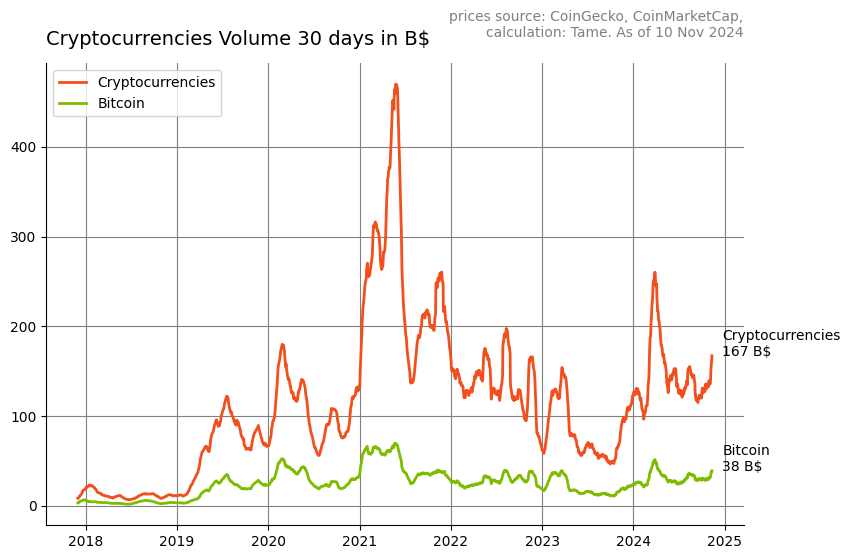 prices source: CoinGecko, CoinMarketCap,
calculation: Tame. As of 10 Nov 2024
Cryptocurrencies Volume 30 days in B$
Cryptocurrencies
Bitcoin
400
300
200
100
0
Cryptocurrencies
167 B$
Bitcoin
38 B$
2018 2019 2020 2021 2022 2023 2024 2025